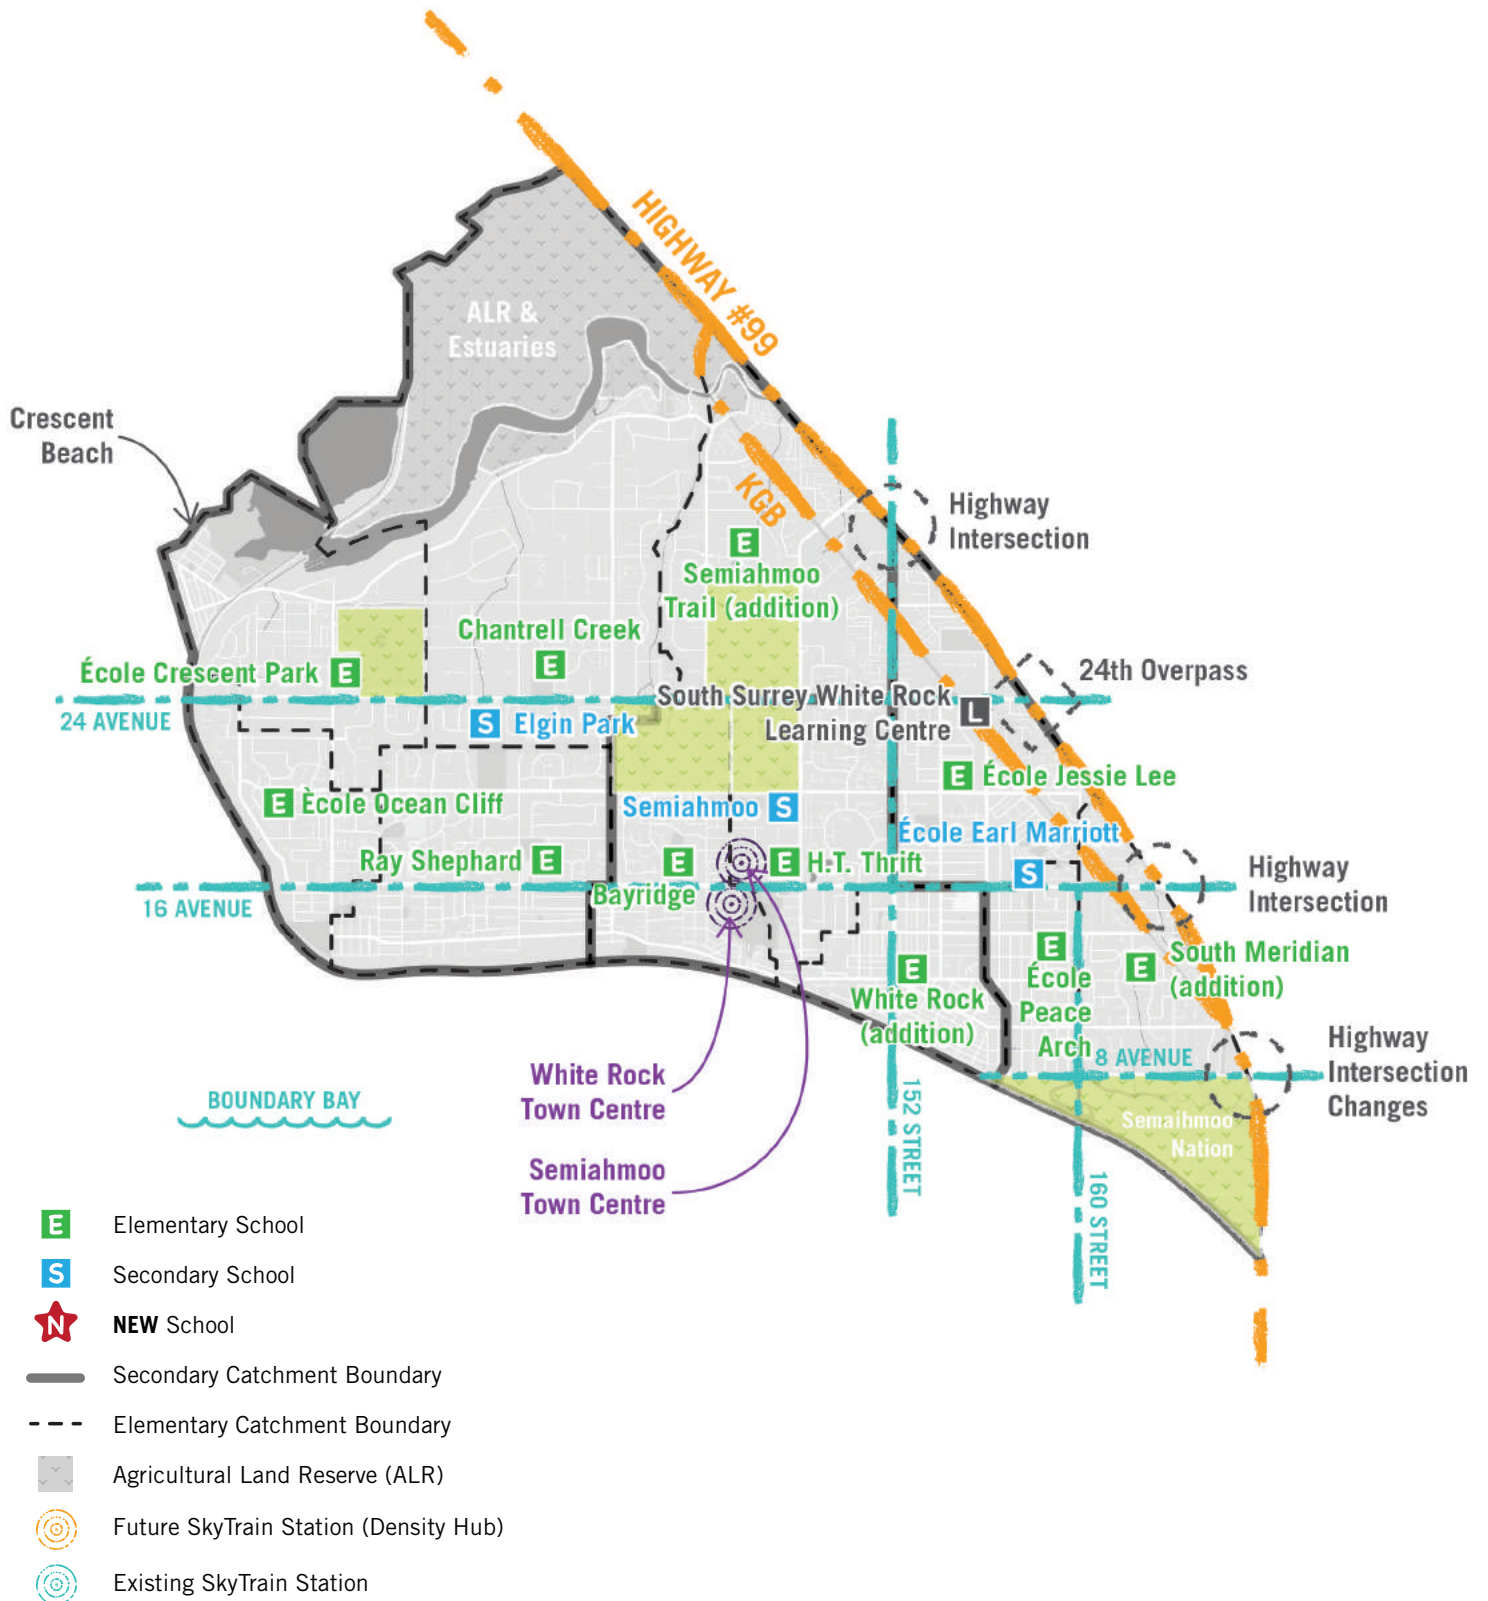 HIGHWAY #99
ALR &
Estuaries
Crescent
Beach
KGB
Highway
Intersection
E
Semiahmoo
Trail (addition)
Chantrell Creek
E
École Crescent Park E
24th Overpass
24 AVENUE
South Surrey White Rock
Learning Centre
L
S Elgin Park
E École Jessie Lee
E Ècole Ocean Cliff
Semiahmoo S
École Earl Marriott
S
Ray Shephard E
E
Bayridge
E H.T. Thrift
Highway
Intersection
16 AVENUE
E
École
Peace
Arch
E South Meridian
(addition)
E
White Rock
(addition)
8 AVENUE
Highway
Intersection
Changes
White Rock
Town Centre
BOUNDARY BAY
152 STREET
Semaihmoo
Nation
Semiahmoo
Town Centre
160 STREET
E Elementary School
S Secondary School
N NEW School
Secondary Catchment Boundary
Elementary Catchment Boundary
Agricultural Land Reserve (ALR)
Future SkyTrain Station (Density Hub)
Existing SkyTrain Station